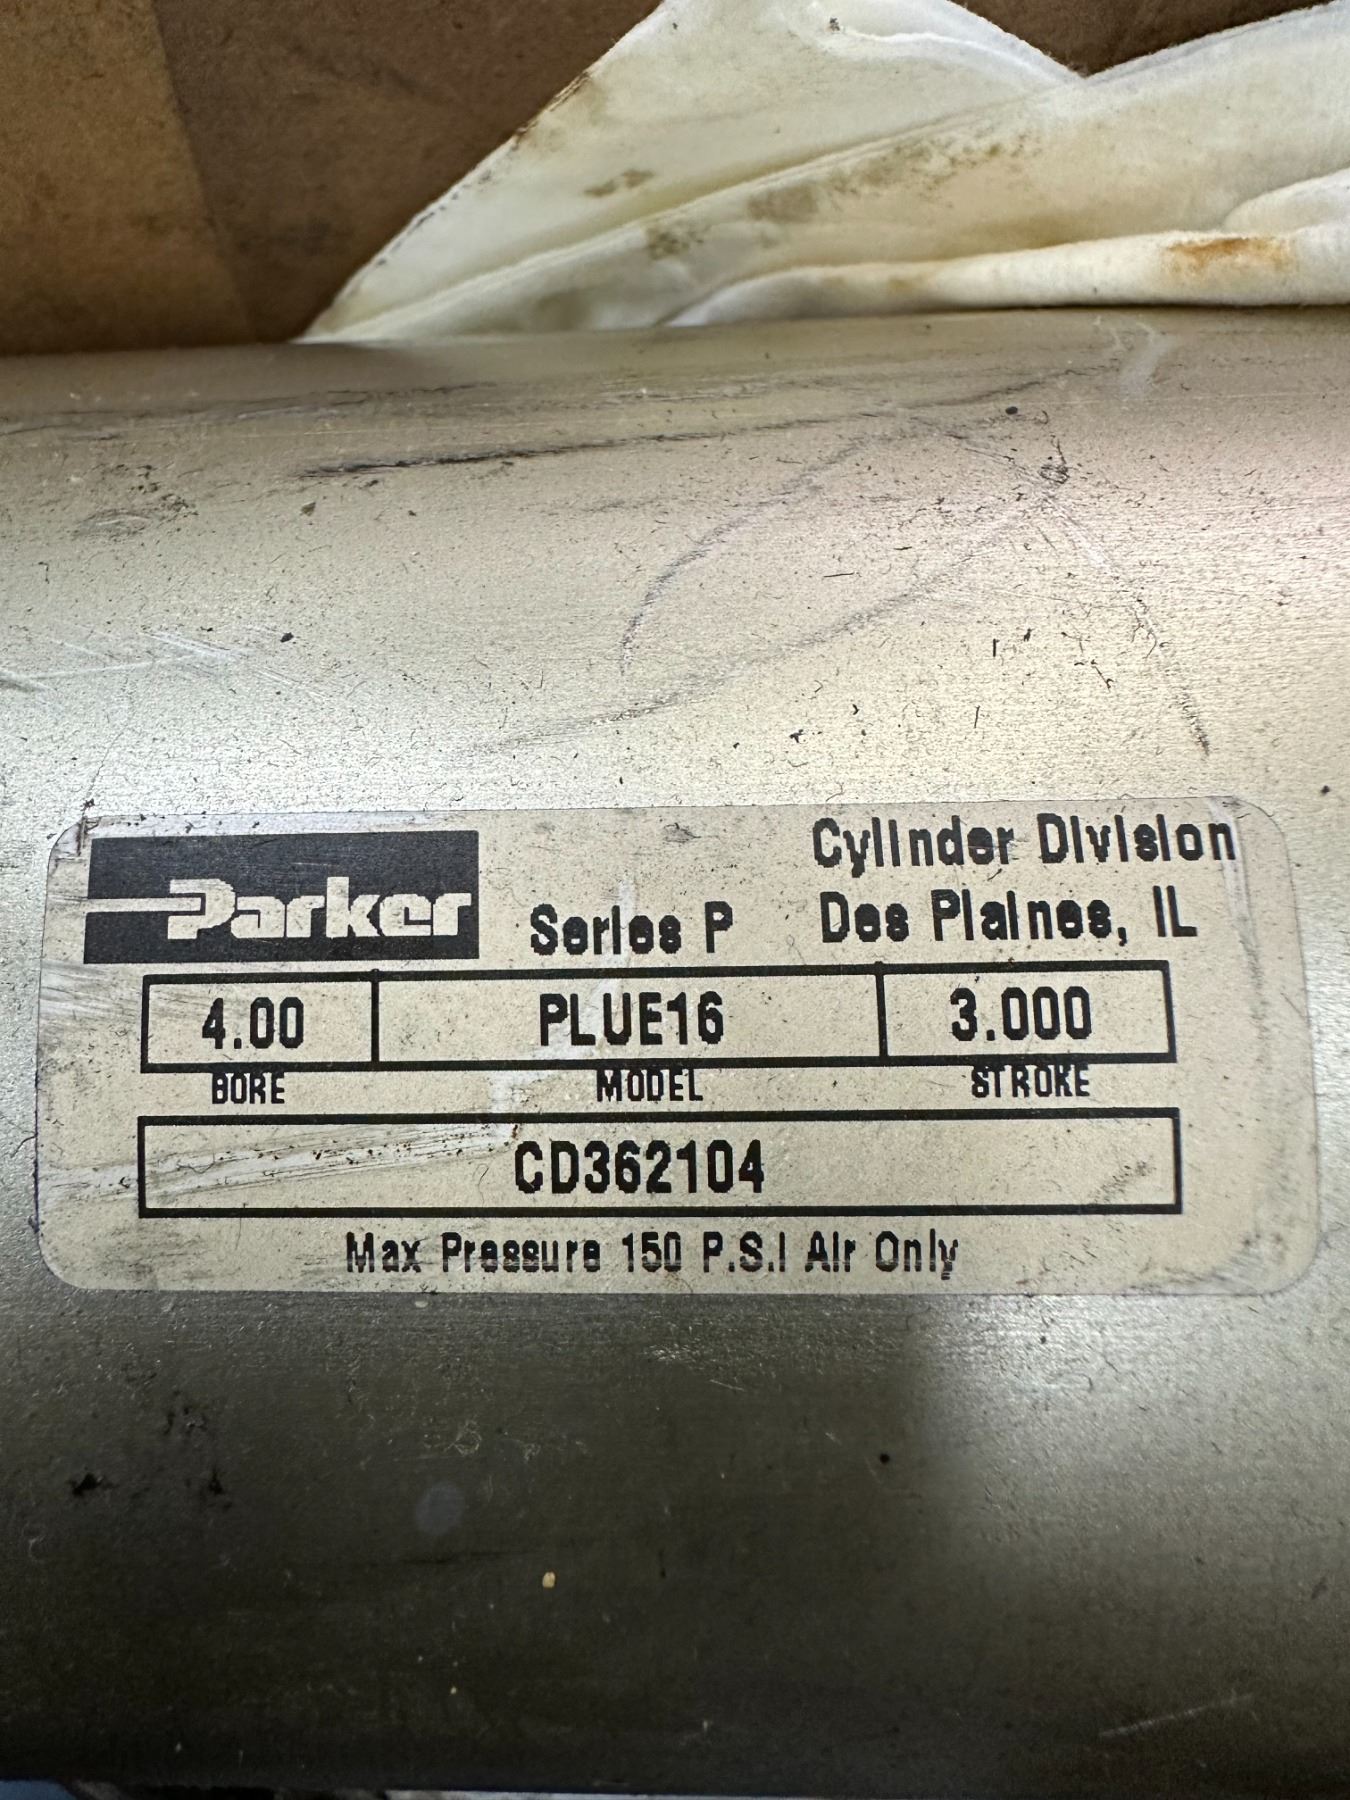 Parker
Series P
Cylinder Division
Des Plaines, IL
4.00 PLUE16 3.000
BORE MODEL STROKE
CD362104
Max Pressure 150 P.S.I Air Only